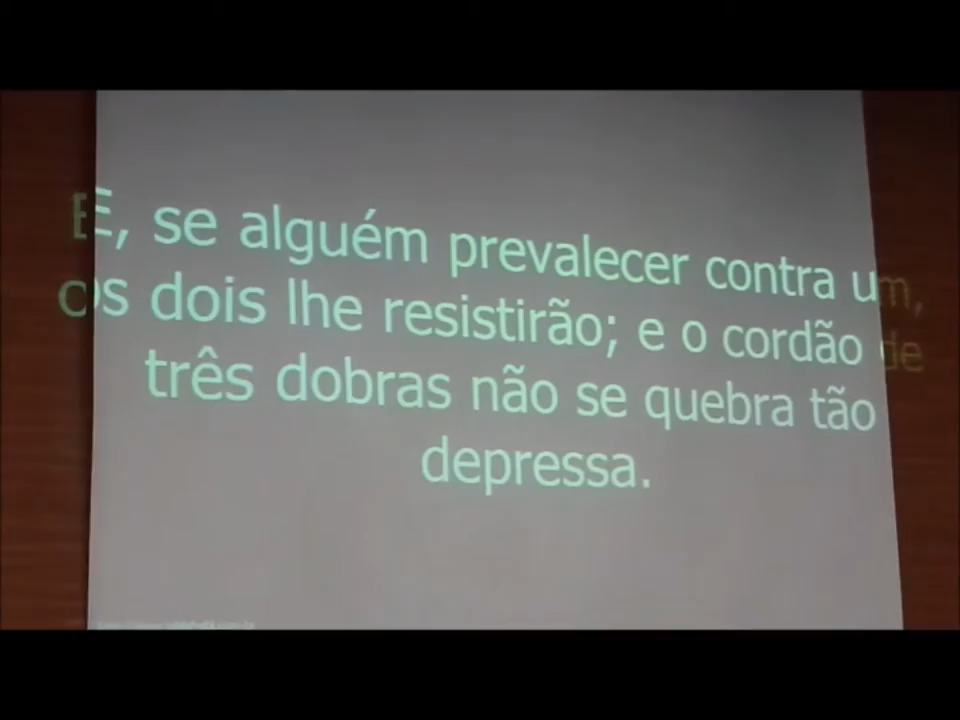 E, se alguém prevalecer contra um,
os dois lhe resistirão; e o cordão de
três dobras não se quebra tão
depressa.